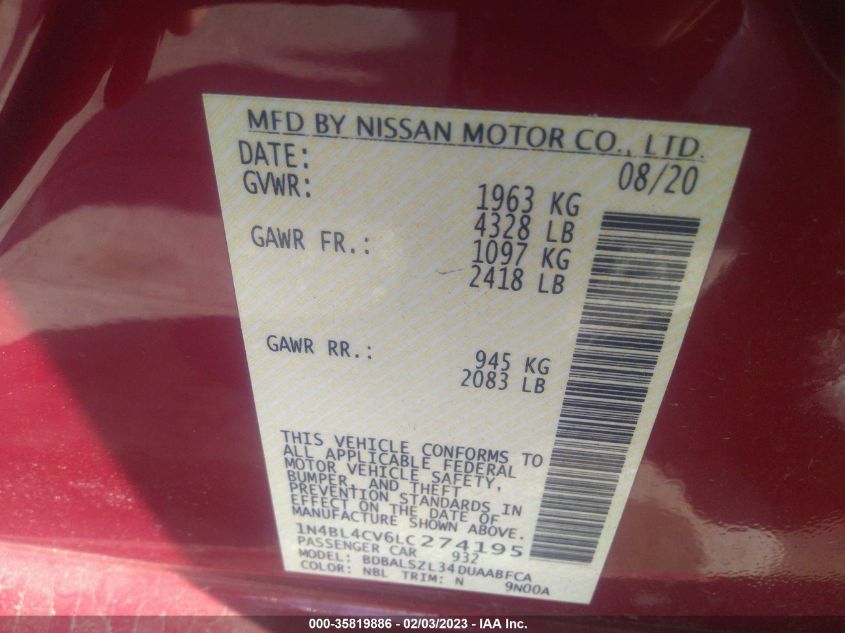 MFD BY NISSAN MOTOR CO., LTD.
DATE: 08/20
GVWR: 1963 KG
4328 LB
GAWR FR.: 1097 KG
2418 LB
GAWR RR.: 945 KG
2083 LB
THIS VEHICLE CONFORMS TO
ALL APPLICABLE FEDERAL
MOTOR VEHICLE SAFETY,
BUMPER, AND THEFT
PREVENTION STANDARDS IN
EFFECT ON THE DATE OF
MANUFACTURE SHOWN ABOVE.
1N4BL4CV6LC274195
PASSENGER CAR 932
MODEL: BDBALSZL34DUAABFCA
COLOR: NBL TRIM: N 9N00A
000-35819886 - 02/03/2023 - IAA Inc.